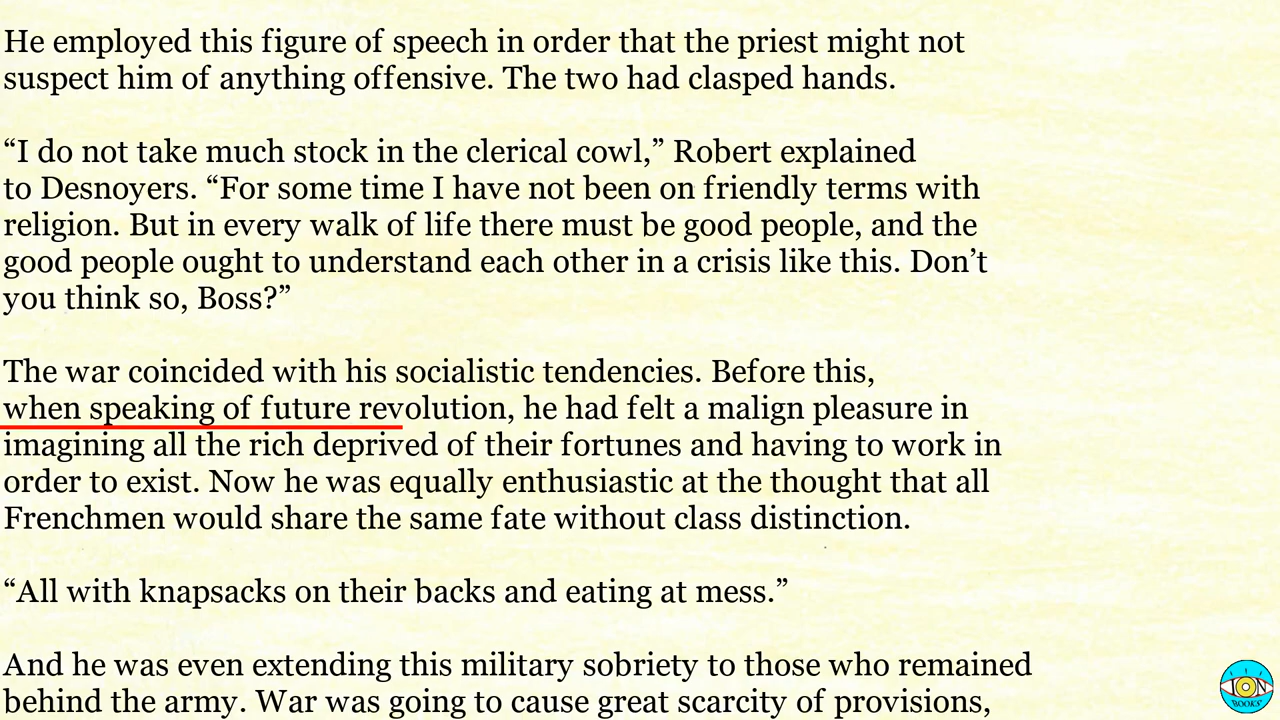 He employed this figure of speech in order that the priest might not
suspect him of anything offensive. The two had clasped hands.
“I do not take much stock in the clerical cowl,” Robert explained
to Desnoyers. “For some time I have not been on friendly terms with
religion. But in every walk of life there must be good people, and the
good people ought to understand each other in a crisis like this. Don’t
you think so, Boss?”
The war coincided with his socialistic tendencies. Before this,
when speaking of future revolution, he had felt a malign pleasure in
imagining all the rich deprived of their fortunes and having to work in
order to exist. Now he was equally enthusiastic at the thought that all
Frenchmen would share the same fate without class distinction.
“All with knapsacks on their backs and eating at mess.”
And he was even extending this military sobriety to those who remained
behind the army. War was going to cause great scarcity of provisions,
ION
BOOKS